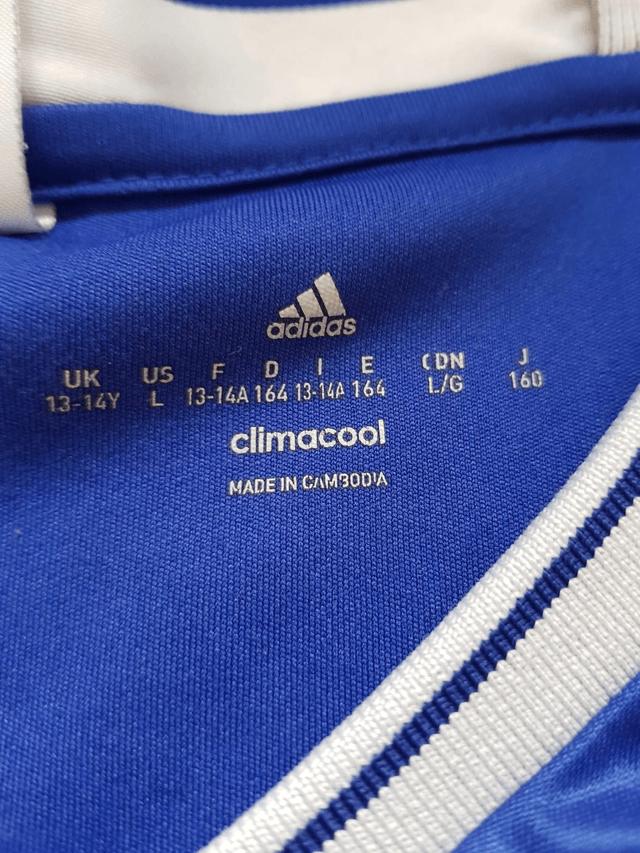 adidas
UK US F D I E CDN J
13-14Y L 13-14A 164 13-14A 164 L/G 160
climacool
MADE IN CAMBODIA